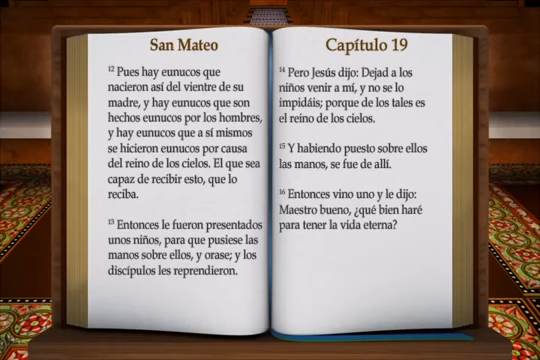 San Mateo
¹² Pues hay eunucos que
nacieron así del vientre de su
madre, y hay eunucos que son
hechos eunucos por los hombres,
y hay eunucos que a sí mismos
se hicieron eunucos por causa
del reino de los cielos. El que sea
capaz de recibir esto, que lo
reciba.
¹³ Entonces le fueron presentados
unos niños, para que pusiese las
manos sobre ellos, y orase; y los
discípulos les reprendieron.
Capítulo 19
¹⁴ Pero Jesús dijo: Dejad a los
niños venir a mí, y no se lo
impidáis; porque de los tales es
el reino de los cielos.
¹⁵ Y habiendo puesto sobre ellos
las manos, se fue de allí.
¹⁶ Entonces vino uno y le dijo:
Maestro bueno, ¿qué bien haré
para tener la vida eterna?